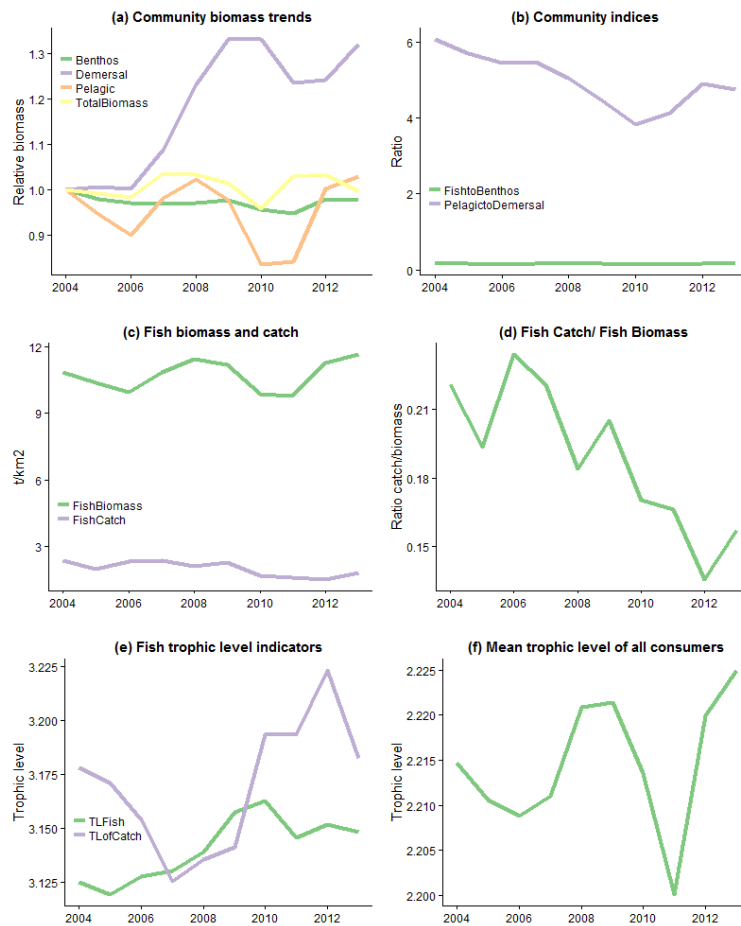 (a) Community biomass trends
Relative biomass
1.3
1.2
1.1
1.0
0.9
Benthos
Demersal
Pelagic
TotalBiomass
2004 2006 2008 2010 2012
(b) Community indices
Ratio
6
4
2
0
FishtoBenthos
PelagictoDemersal
2004 2006 2008 2010 2012
(c) Fish biomass and catch
t/km2
12
9
6
3
FishBiomass
FishCatch
2004 2006 2008 2010 2012
(d) Fish Catch/ Fish Biomass
Ratio catch/biomass
0.21
0.18
0.15
2004 2006 2008 2010 2012
(e) Fish trophic level indicators
Trophic level
3.225
3.200
3.175
3.150
3.125
TLFish
TLofCatch
2004 2006 2008 2010 2012
(f) Mean trophic level of all consumers
Trophic level
2.225
2.220
2.215
2.210
2.205
2.200
2004 2006 2008 2010 2012